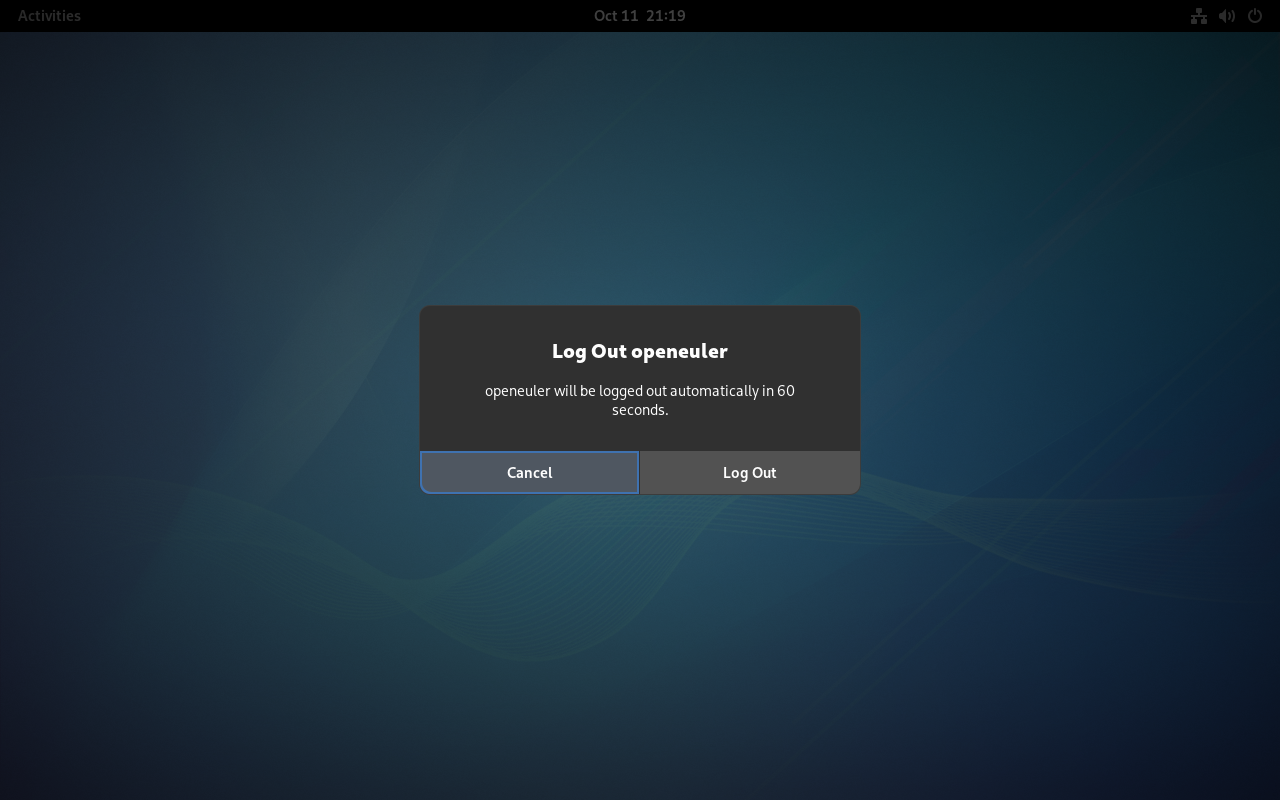 Activities
Oct 11 21:19
Log Out openeuler
openeuler will be logged out automatically in 60
seconds.
Cancel
Log Out